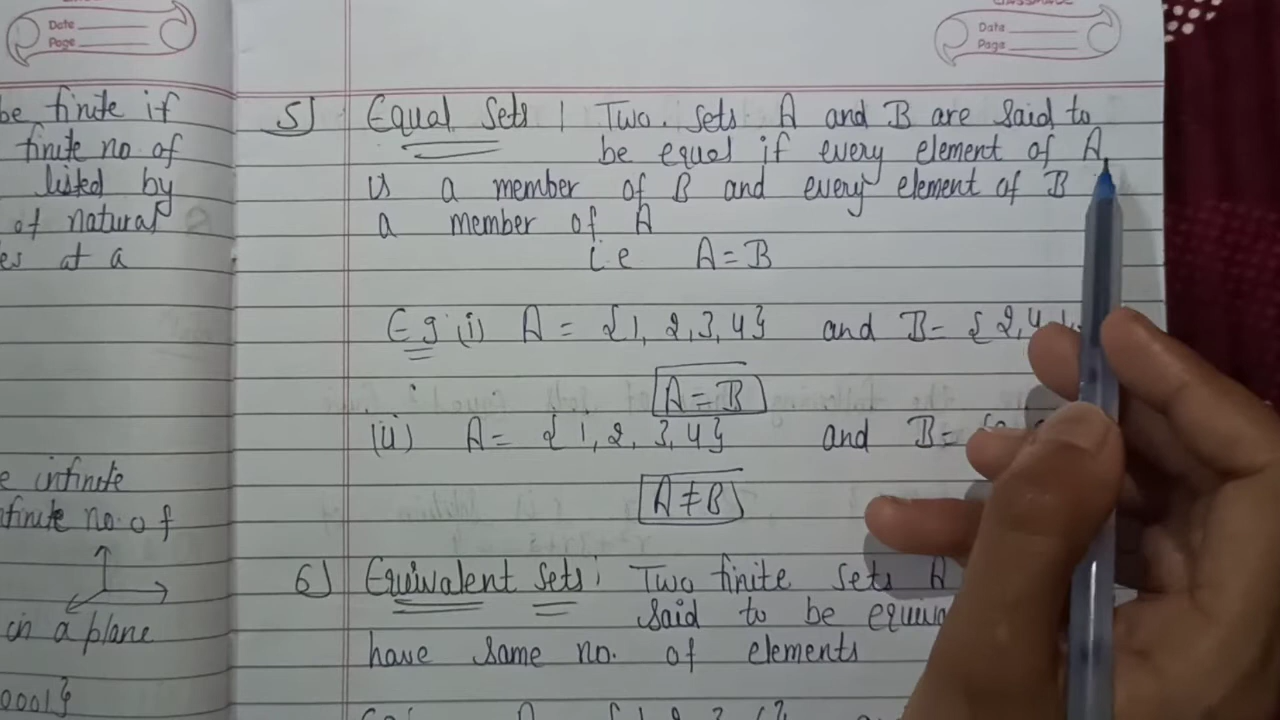 Date
Page
Date
Page
be finite if
finite no. of
listed by
of natural
es at a
e infinite
nfinite no. of
in a plane
0001}
5) Equal Sets : Two sets A and B are said to
be equal if every element of A
is a member of B and every element of B
a member of A
i.e A = B
Eg (i) A = {1, 2, 3, 4} and B = {2, 4, 1,
A = B
(ii) A = {1, 2, 3, 4} and B = {
A ≠ B
6) Equivalent Sets : Two finite sets A
said to be equiva
have same no. of elements